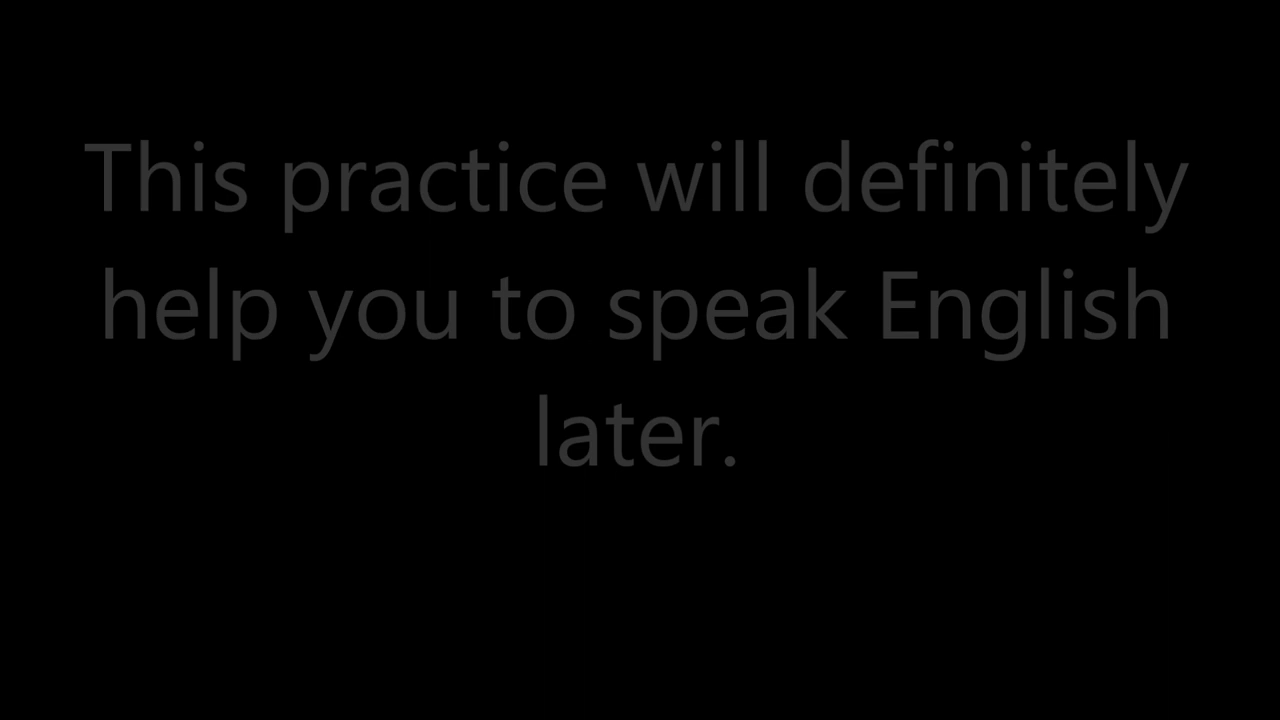 This practice will definitely
help you to speak English
later.